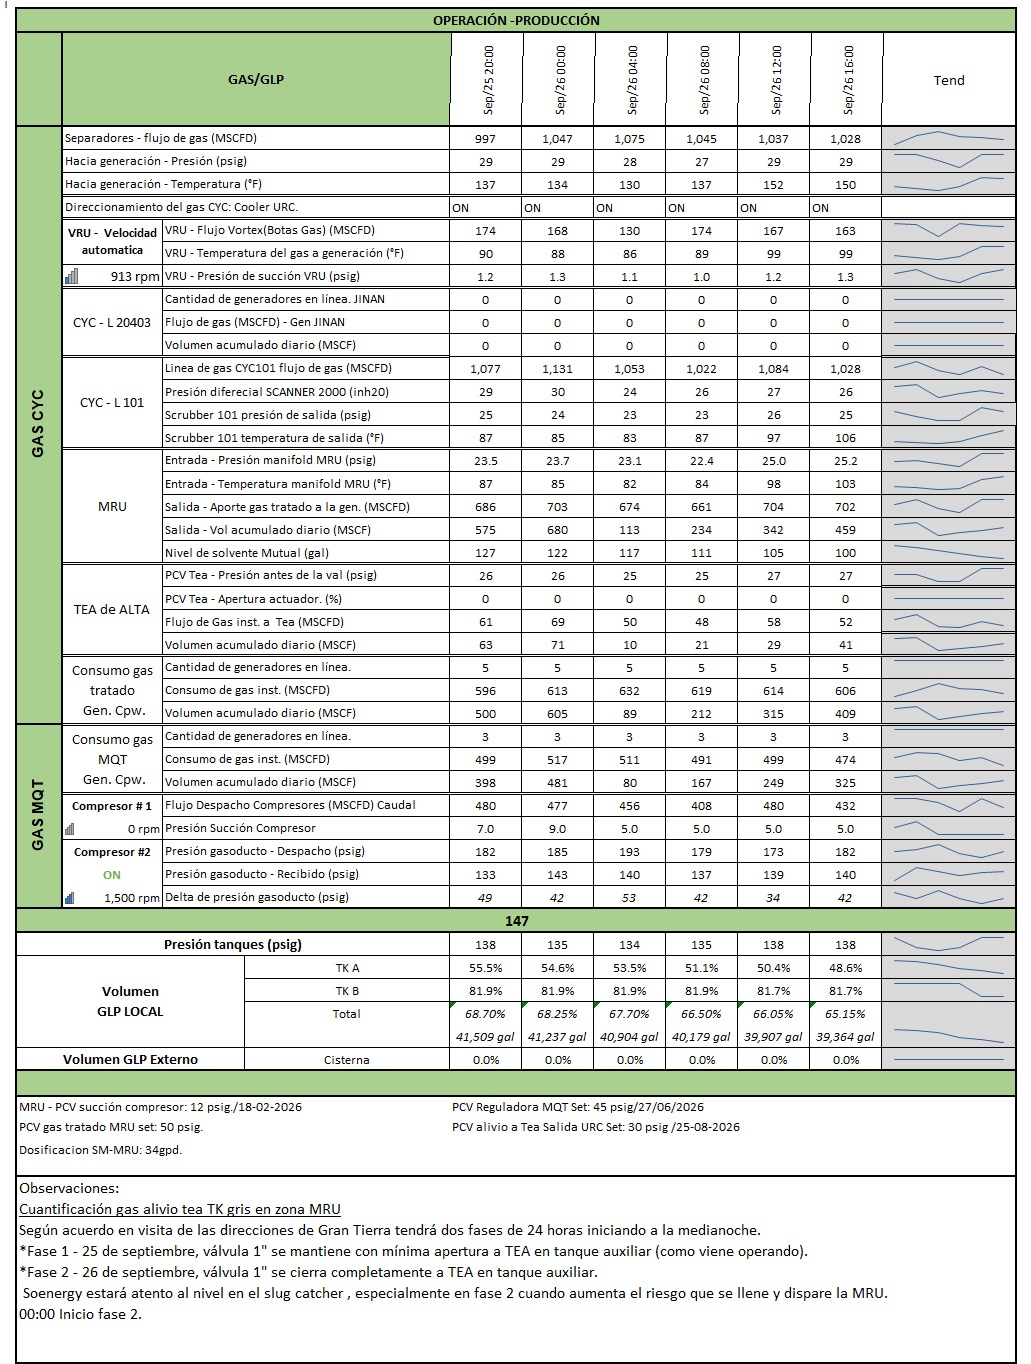 OPERACIÓN -PRODUCCIÓN
GAS/GLP Sep/25 20:00 Sep/26 00:00 Sep/26 04:00 Sep/26 08:00 Sep/26 12:00 Sep/26 16:00 Tend
GAS CYC
Separadores - flujo de gas (MSCFD) 997 1,047 1,075 1,045 1,037 1,028
Hacia generación - Presión (psig) 29 29 28 27 29 29
Hacia generación - Temperatura (°F) 137 134 130 137 152 150
Direccionamiento del gas CYC: Cooler URC. ON ON ON ON ON ON
VRU - Velocidad automatica
913 rpm
VRU - Flujo Vortex(Botas Gas) (MSCFD) 174 168 130 174 167 163
VRU - Temperatura del gas a generación (°F) 90 88 86 89 99 99
VRU - Presión de succión VRU (psig) 1.2 1.3 1.1 1.0 1.2 1.3
CYC - L 20403
Cantidad de generadores en línea. JINAN 0 0 0 0 0 0
Flujo de gas (MSCFD) - Gen JINAN 0 0 0 0 0 0
Volumen acumulado diario (MSCF) 0 0 0 0 0 0
CYC - L 101
Linea de gas CYC101 flujo de gas (MSCFD) 1,077 1,131 1,053 1,022 1,084 1,028
Presión diferecial SCANNER 2000 (inh20) 29 30 24 26 27 26
Scrubber 101 presión de salida (psig) 25 24 23 23 26 25
Scrubber 101 temperatura de salida (°F) 87 85 83 87 97 106
MRU
Entrada - Presión manifold MRU (psig) 23.5 23.7 23.1 22.4 25.0 25.2
Entrada - Temperatura manifold MRU (°F) 87 85 82 84 98 103
Salida - Aporte gas tratado a la gen. (MSCFD) 686 703 674 661 704 702
Salida - Vol acumulado diario (MSCF) 575 680 113 234 342 459
Nivel de solvente Mutual (gal) 127 122 117 111 105 100
TEA de ALTA
PCV Tea - Presión antes de la val (psig) 26 26 25 25 27 27
PCV Tea - Apertura actuador. (%) 0 0 0 0 0 0
Flujo de Gas inst. a Tea (MSCFD) 61 69 50 48 58 52
Volumen acumulado diario (MSCF) 63 71 10 21 29 41
Consumo gas tratado Gen. Cpw.
Cantidad de generadores en línea. 5 5 5 5 5 5
Consumo de gas inst. (MSCFD) 596 613 632 619 614 606
Volumen acumulado diario (MSCF) 500 605 89 212 315 409
GAS MQT
Consumo gas MQT Gen. Cpw.
Cantidad de generadores en línea. 3 3 3 3 3 3
Consumo de gas inst. (MSCFD) 499 517 511 491 499 474
Volumen acumulado diario (MSCF) 398 481 80 167 249 325
Compresor # 1 Flujo Despacho Compresores (MSCFD) Caudal 480 477 456 408 480 432
0 rpm Presión Succión Compresor 7.0 9.0 5.0 5.0 5.0 5.0
Compresor #2 Presión gasoducto - Despacho (psig) 182 185 193 179 173 182
ON Presión gasoducto - Recibido (psig) 133 143 140 137 139 140
1,500 rpm Delta de presión gasoducto (psig) 49 42 53 42 34 42
147
Presión tanques (psig) 138 135 134 135 138 138
Volumen GLP LOCAL
TK A 55.5% 54.6% 53.5% 51.1% 50.4% 48.6%
TK B 81.9% 81.9% 81.9% 81.9% 81.7% 81.7%
Total 68.70% 68.25% 67.70% 66.50% 66.05% 65.15%
41,509 gal 41,237 gal 40,904 gal 40,179 gal 39,907 gal 39,364 gal
Volumen GLP Externo Cisterna 0.0% 0.0% 0.0% 0.0% 0.0% 0.0%
MRU - PCV succión compresor: 12 psig./18-02-2026 PCV Reguladora MQT Set: 45 psig/27/06/2026
PCV gas tratado MRU set: 50 psig. PCV alivio a Tea Salida URC Set: 30 psig /25-08-2026
Dosificacion SM-MRU: 34gpd.
Observaciones:
Cuantificación gas alivio tea TK gris en zona MRU
Según acuerdo en visita de las direcciones de Gran Tierra tendrá dos fases de 24 horas iniciando a la medianoche.
*Fase 1 - 25 de septiembre, válvula 1" se mantiene con mínima apertura a TEA en tanque auxiliar (como viene operando).
*Fase 2 - 26 de septiembre, válvula 1" se cierra completamente a TEA en tanque auxiliar.
Soenergy estará atento al nivel en el slug catcher , especialmente en fase 2 cuando aumenta el riesgo que se llene y dispare la MRU.
00:00 Inicio fase 2.